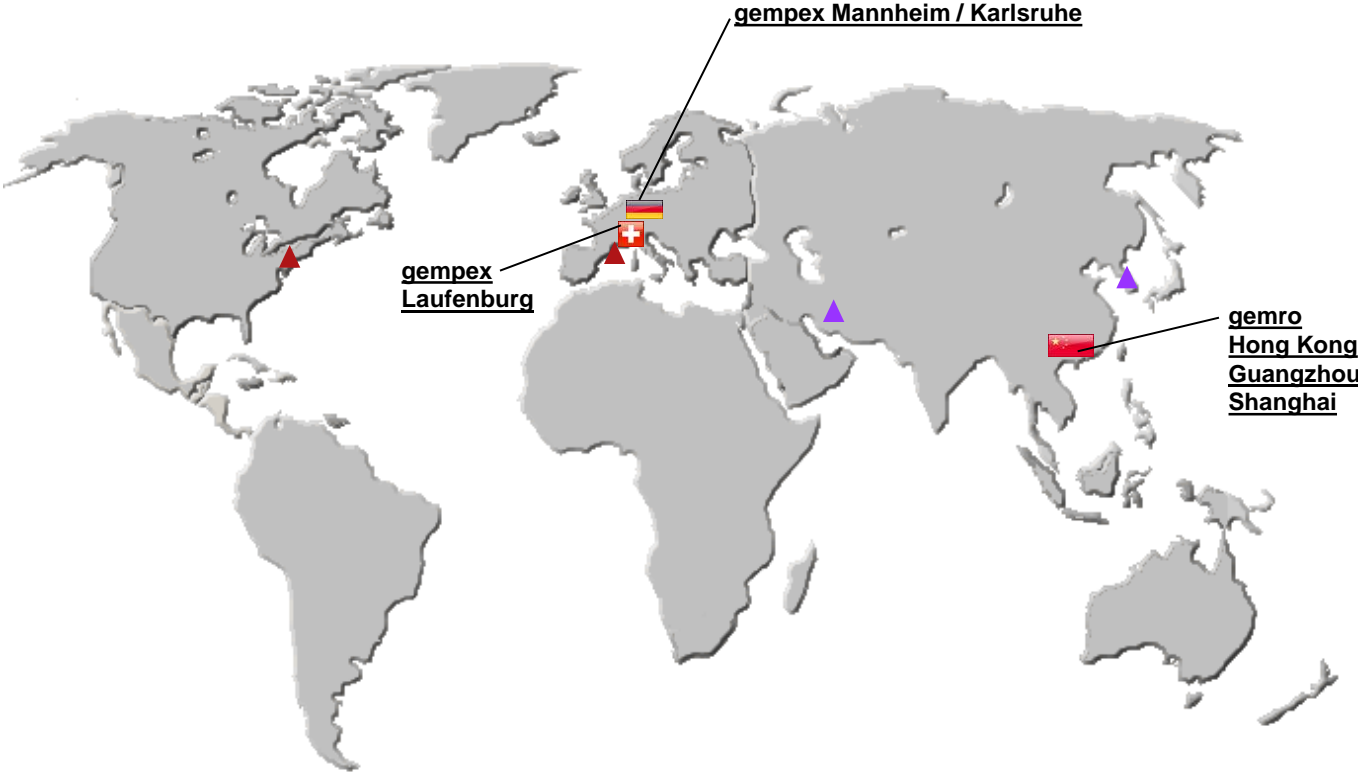 gempex Mannheim / Karlsruhe
gempex
Laufenburg
gemro
Hong Kong
Guangzhou
Shanghai